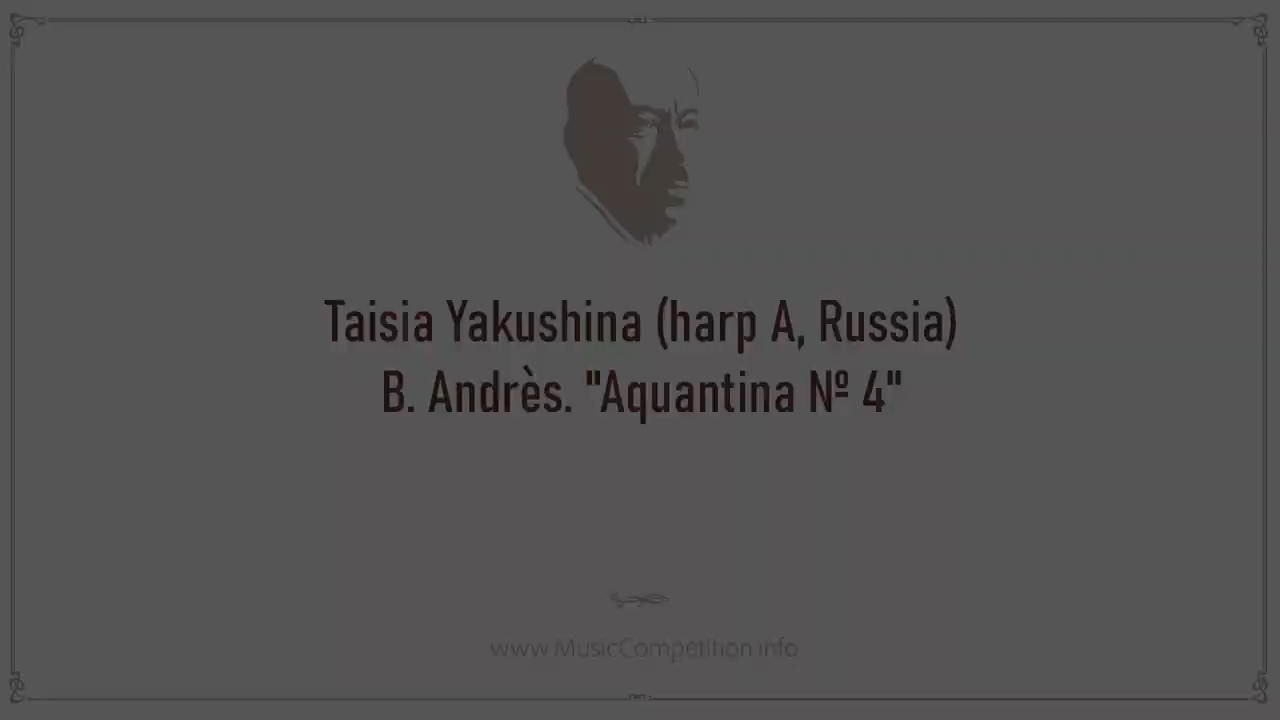 Taisia Yakushina (harp A, Russia)
B. Andrès. "Aquantina № 4"
www.MusicCompetition.info